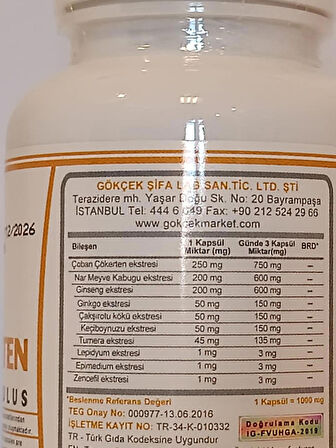 GÖKÇEK ŞİFA LAB SAN.TİC. LTD. ŞTİ
Terazidere mh. Yaşar Doğu Sk. No: 20 Bayrampaşa
İSTANBUL Tel: 444 6 049 Fax: +90 212 524 29 66
www.gokcekmarket.com
2/2026
Bileşen 1 Kapsül Miktar (mg) Günde 3 Kapsül Miktar(mg) BRD*
Çoban Çökerten ekstresi 250 mg 750 mg
Nar Meyve Kabugu ekstresi 200 mg 600 mg
Ginseng ekstresi 200 mg 600 mg
Ginkgo ekstresi 50 mg 150 mg
Çakşirolu kökü ekstresi 50 mg 150 mg
Keçiboynuzu ekstresi 50 mg 150 mg
Turnera ekstresi 45 mg 135 mg
Lepidyum ekstresi 1 mg 3 mg
Epimedium ekstresi 1 mg 3 mg
Zencefil ekstresi 1 mg 3 mg
TEN
ULUS
*Beslenme Referans Değeri 1 Kapsül = 1000 mg
TEG Onay No: 000977-13.06.2016
İŞLETME KAYIT NO: TR-34-K-010332
TR - Türk Gıda Kodeksine Uygundur
Doğrulama Kodu
IG-FVUHGA-2019